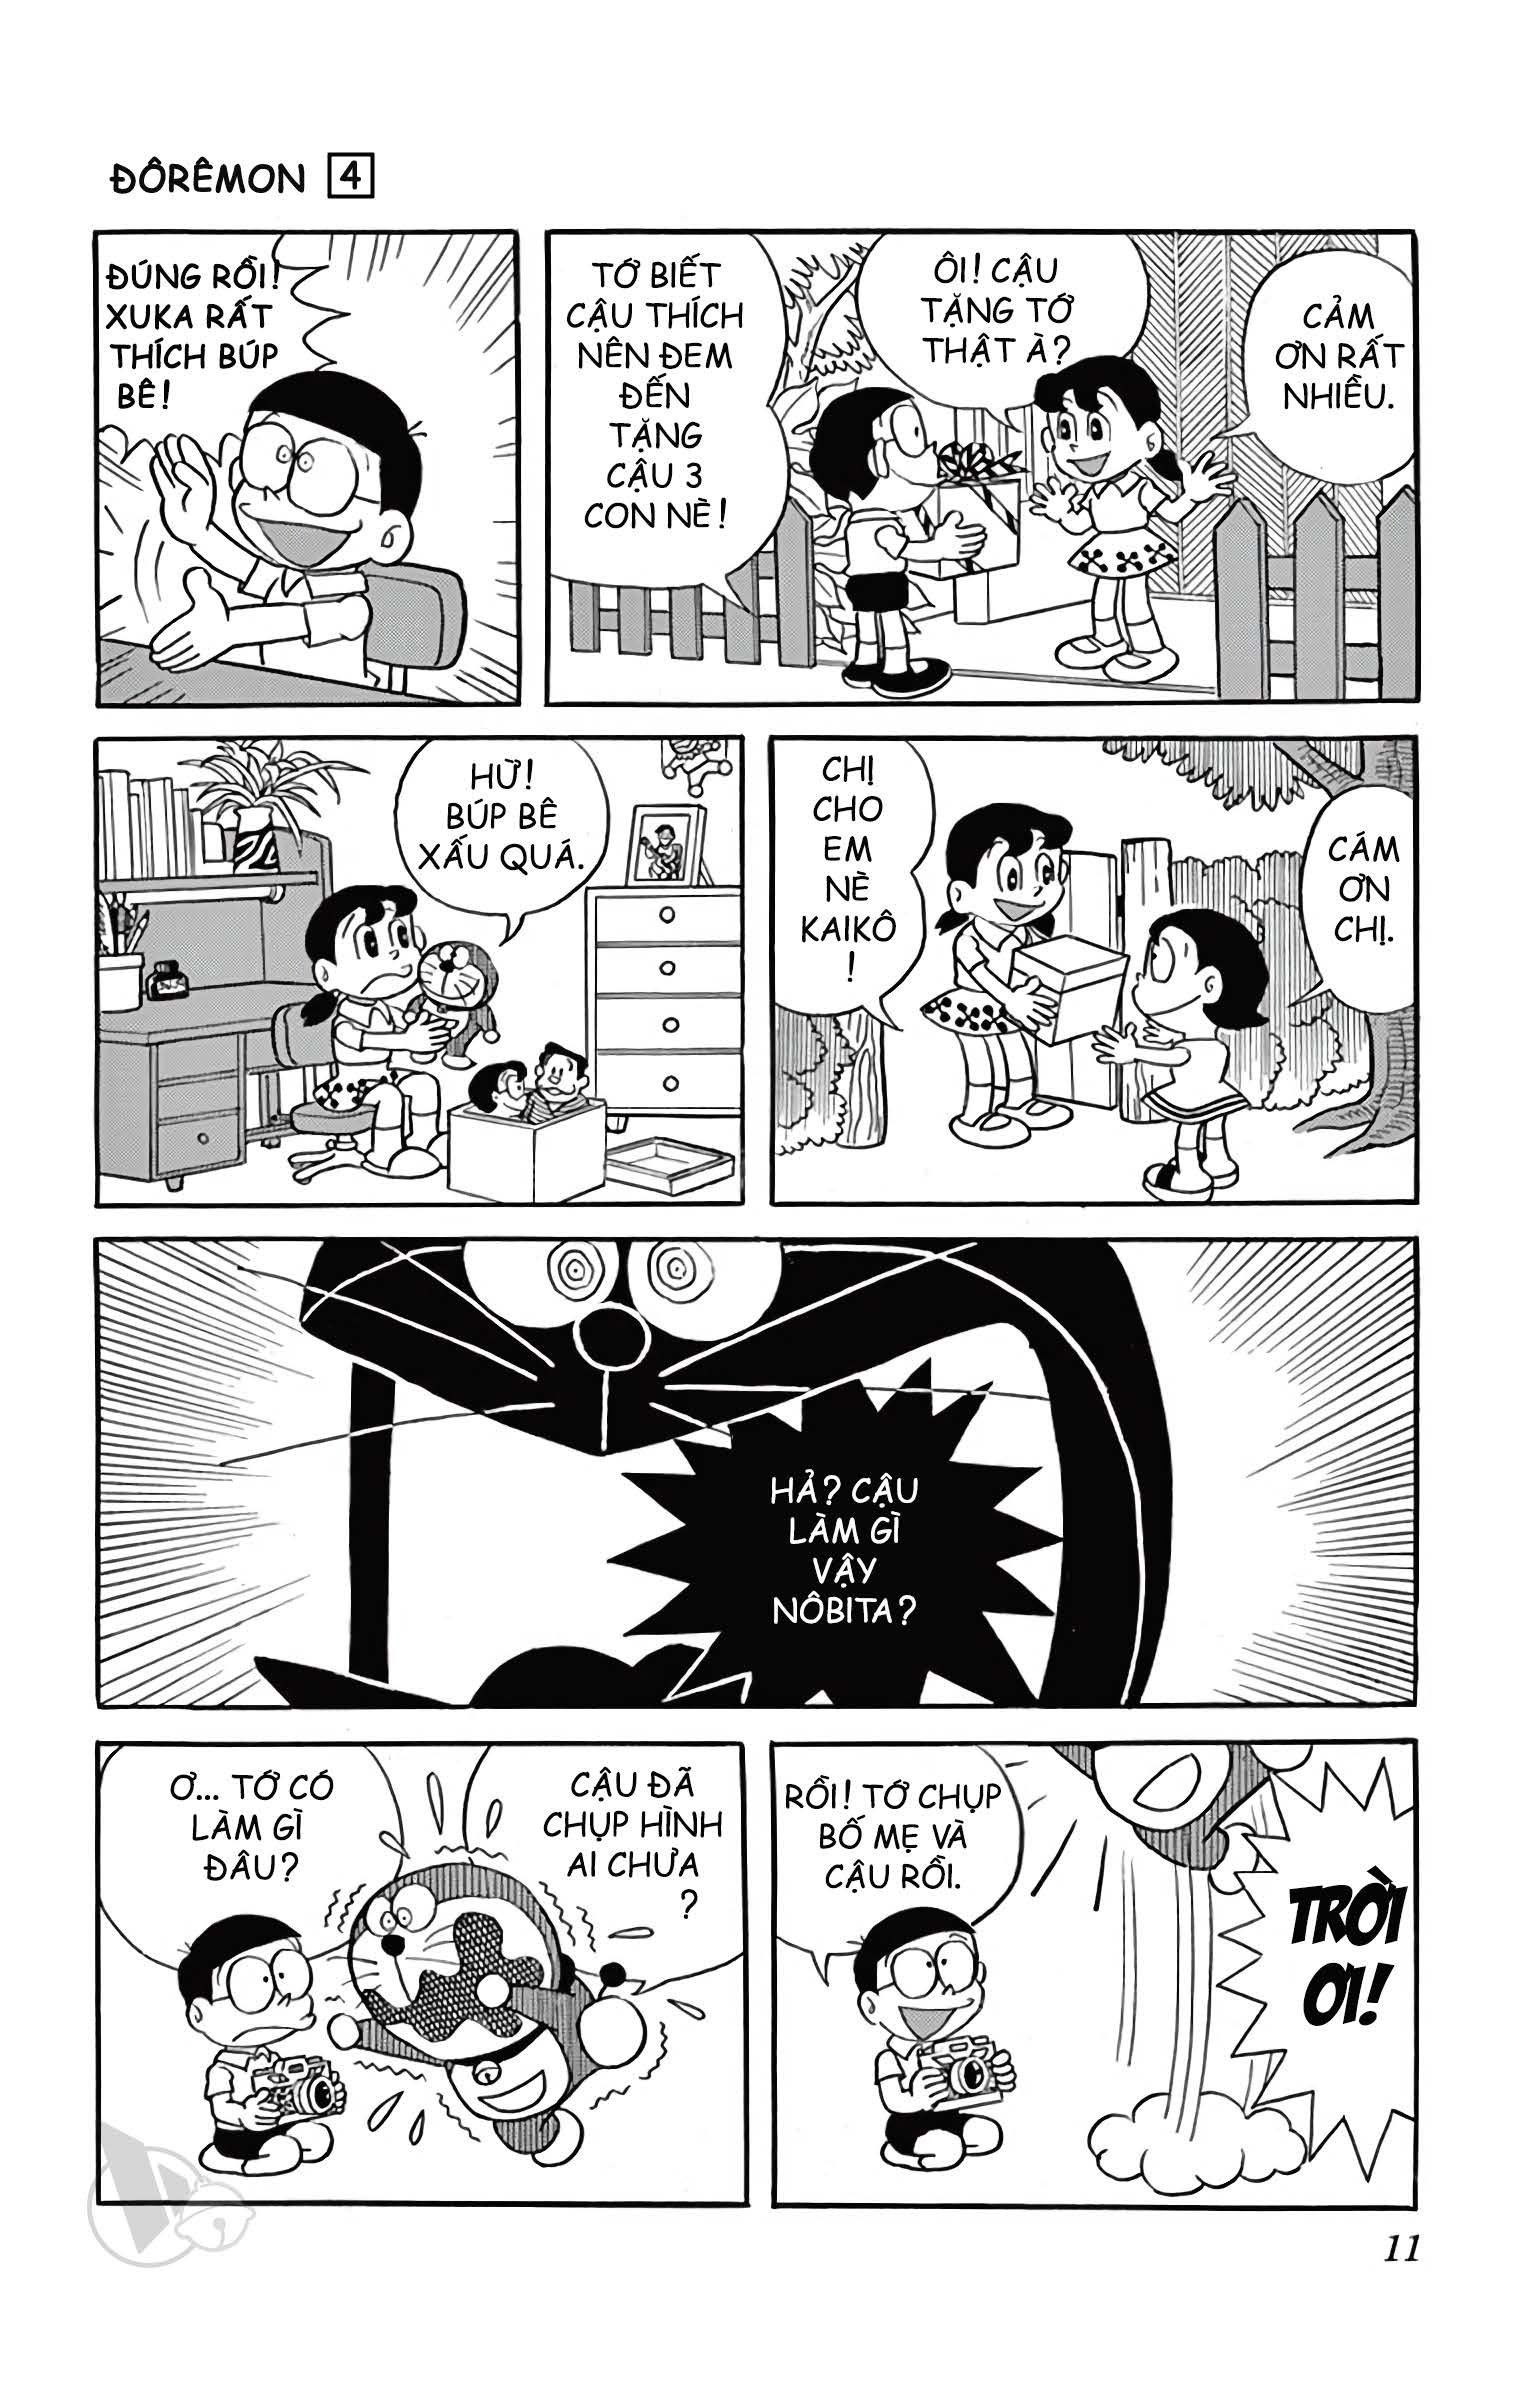 ĐÔRÊMON 4
ĐÚNG RỒI!
XUKA RẤT
THÍCH BÚP
BÊ!
TỚ BIẾT
CẬU THÍCH
NÊN ĐEM
ĐẾN
TẶNG
CẬU 3
CON NÈ!
ÔI! CẬU
TẶNG TỚ
THẬT À?
CẢM
ƠN RẤT
NHIỀU.
HỪ!
BÚP BÊ
XẤU QUÁ.
CHỊ
CHO
EM
NÈ
KAIKÔ
!
CÁM
ƠN
CHỊ.
HẢ? CẬU
LÀM GÌ
VẬY
NÔBITA?
Ơ... TỚ CÓ
LÀM GÌ
ĐÂU?
CẬU ĐÃ
CHỤP HÌNH
AI CHƯA
?
RỒI! TỚ CHỤP
BỐ MẸ VÀ
CẬU RỒI.
TRỜI
ƠI!
11